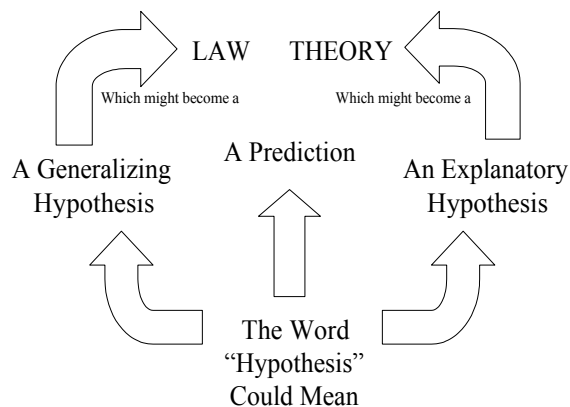 LAW THEORY
Which might become a
Which might become a
A Prediction
A Generalizing
Hypothesis
An Explanatory
Hypothesis
The Word
“Hypothesis”
Could Mean